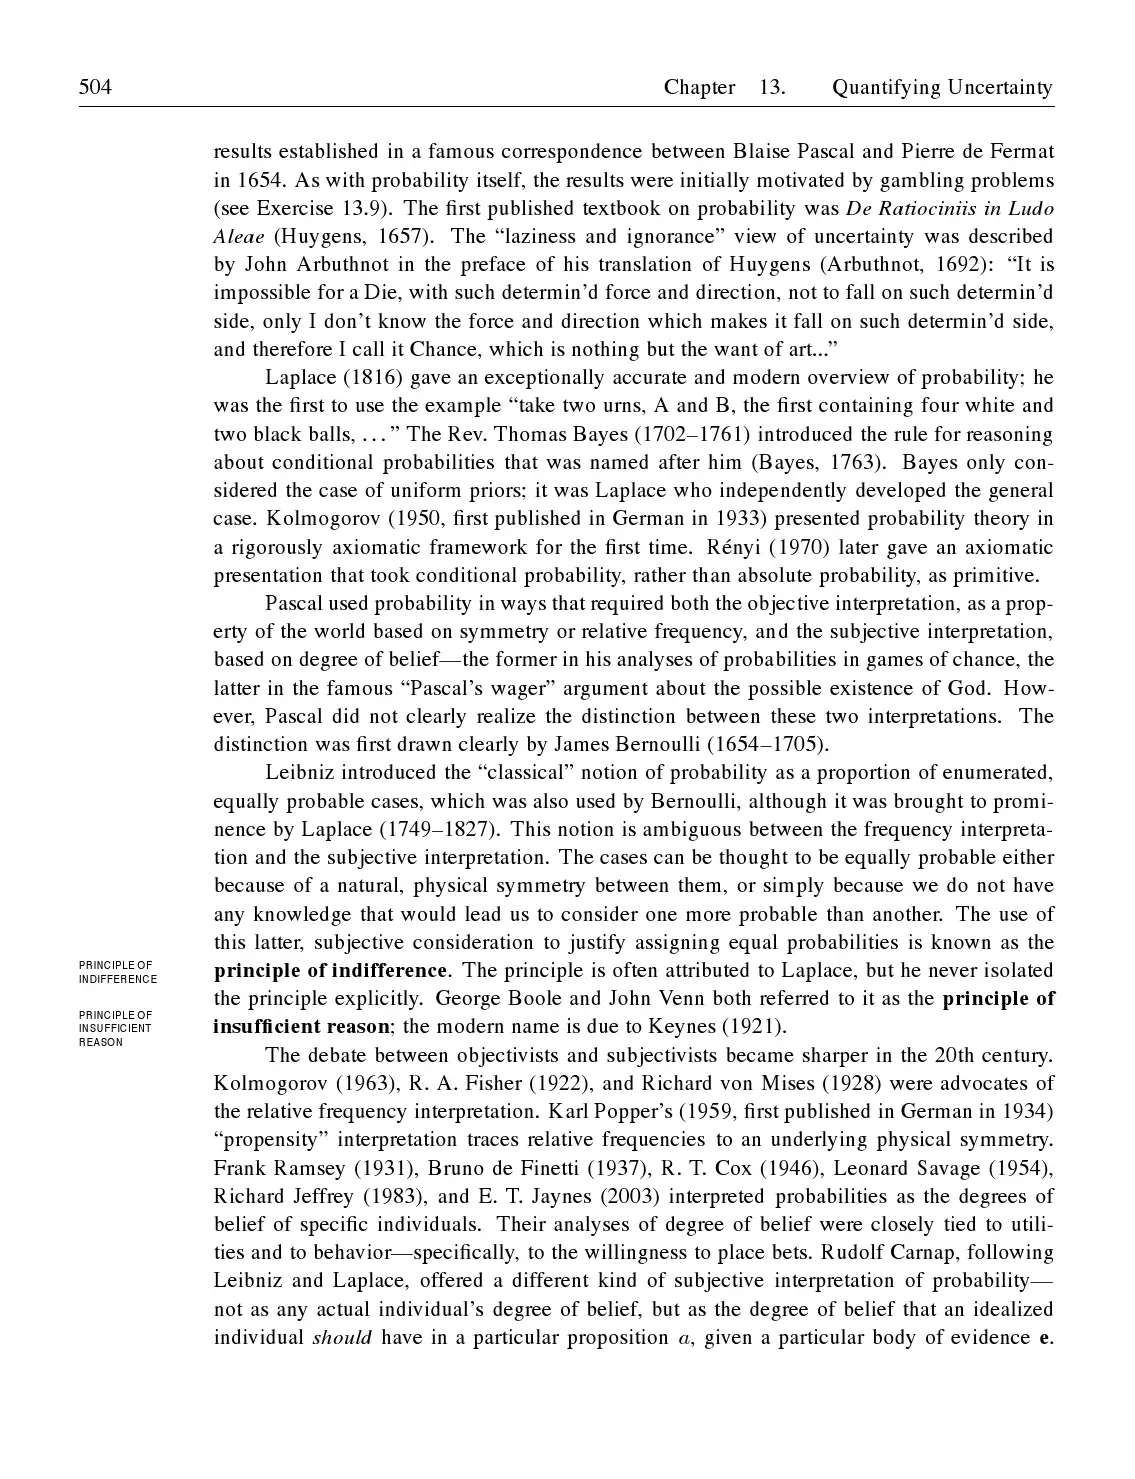 504 Chapter 13. Quantifying Uncertainty
results established in a famous correspondence between Blaise Pascal and Pierre de Fermat
in 1654. As with probability itself, the results were initially motivated by gambling problems
(see Exercise 13.9). The first published textbook on probability was De Ratiociniis in Ludo
Aleae (Huygens, 1657). The “laziness and ignorance” view of uncertainty was described
by John Arbuthnot in the preface of his translation of Huygens (Arbuthnot, 1692): “It is
impossible for a Die, with such determin’d force and direction, not to fall on such determin’d
side, only I don’t know the force and direction which makes it fall on such determin’d side,
and therefore I call it Chance, which is nothing but the want of art...”
Laplace (1816) gave an exceptionally accurate and modern overview of probability; he
was the first to use the example “take two urns, A and B, the first containing four white and
two black balls, . . . ” The Rev. Thomas Bayes (1702–1761) introduced the rule for reasoning
about conditional probabilities that was named after him (Bayes, 1763). Bayes only con-
sidered the case of uniform priors; it was Laplace who independently developed the general
case. Kolmogorov (1950, first published in German in 1933) presented probability theory in
a rigorously axiomatic framework for the first time. Rényi (1970) later gave an axiomatic
presentation that took conditional probability, rather than absolute probability, as primitive.
Pascal used probability in ways that required both the objective interpretation, as a prop-
erty of the world based on symmetry or relative frequency, and the subjective interpretation,
based on degree of belief—the former in his analyses of probabilities in games of chance, the
latter in the famous “Pascal’s wager” argument about the possible existence of God. How-
ever, Pascal did not clearly realize the distinction between these two interpretations. The
distinction was first drawn clearly by James Bernoulli (1654–1705).
Leibniz introduced the “classical” notion of probability as a proportion of enumerated,
equally probable cases, which was also used by Bernoulli, although it was brought to promi-
nence by Laplace (1749–1827). This notion is ambiguous between the frequency interpreta-
tion and the subjective interpretation. The cases can be thought to be equally probable either
because of a natural, physical symmetry between them, or simply because we do not have
any knowledge that would lead us to consider one more probable than another. The use of
this latter, subjective consideration to justify assigning equal probabilities is known as the
PRINCIPLE OF
INDIFFERENCE
principle of indifference. The principle is often attributed to Laplace, but he never isolated
the principle explicitly. George Boole and John Venn both referred to it as the principle of
PRINCIPLE OF
INSUFFICIENT
REASON
insufficient reason; the modern name is due to Keynes (1921).
The debate between objectivists and subjectivists became sharper in the 20th century.
Kolmogorov (1963), R. A. Fisher (1922), and Richard von Mises (1928) were advocates of
the relative frequency interpretation. Karl Popper’s (1959, first published in German in 1934)
“propensity” interpretation traces relative frequencies to an underlying physical symmetry.
Frank Ramsey (1931), Bruno de Finetti (1937), R. T. Cox (1946), Leonard Savage (1954),
Richard Jeffrey (1983), and E. T. Jaynes (2003) interpreted probabilities as the degrees of
belief of specific individuals. Their analyses of degree of belief were closely tied to utili-
ties and to behavior—specifically, to the willingness to place bets. Rudolf Carnap, following
Leibniz and Laplace, offered a different kind of subjective interpretation of probability—
not as any actual individual’s degree of belief, but as the degree of belief that an idealized
individual should have in a particular proposition a, given a particular body of evidence e.